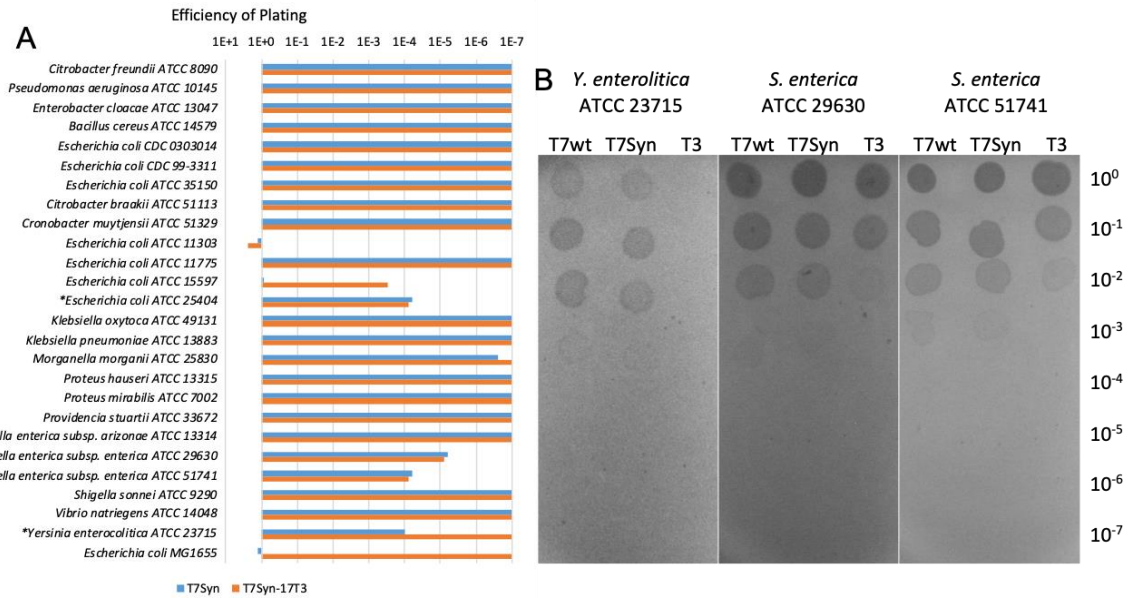 Efficiency of Plating
A
1E+1 1E+0 1E-1 1E-2 1E-3 1E-4 1E-5 1E-6 1E-7
Citrobacter freundii ATCC 8090
Pseudomonas aeruginosa ATCC 10145
Enterobacter cloacae ATCC 13047
Bacillus cereus ATCC 14579
Escherichia coli CDC 0303014
Escherichia coli CDC 99-3311
Escherichia coli ATCC 35150
Citrobacter braakii ATCC 51113
Cronobacter muytjensii ATCC 51329
Escherichia coli ATCC 11303
Escherichia coli ATCC 11775
Escherichia coli ATCC 15597
*Escherichia coli ATCC 25404
Klebsiella oxytoca ATCC 49131
Klebsiella pneumoniae ATCC 13883
Morganella morganii ATCC 25830
Proteus hauseri ATCC 13315
Proteus mirabilis ATCC 7002
Providencia stuartii ATCC 33672
lla enterica subsp. arizonae ATCC 13314
ella enterica subsp. enterica ATCC 29630
ella enterica subsp. enterica ATCC 51741
Shigella sonnei ATCC 9290
Vibrio natriegens ATCC 14048
*Yersinia enterocolitica ATCC 23715
Escherichia coli MG1655
T7Syn T7Syn-17T3
B
Y. enterolitica S. enterica S. enterica
ATCC 23715 ATCC 29630 ATCC 51741
T7wt T7Syn T3 T7wt T7Syn T3 T7wt T7Syn T3
10⁰
10⁻¹
10⁻²
10⁻³
10⁻⁴
10⁻⁵
10⁻⁶
10⁻⁷